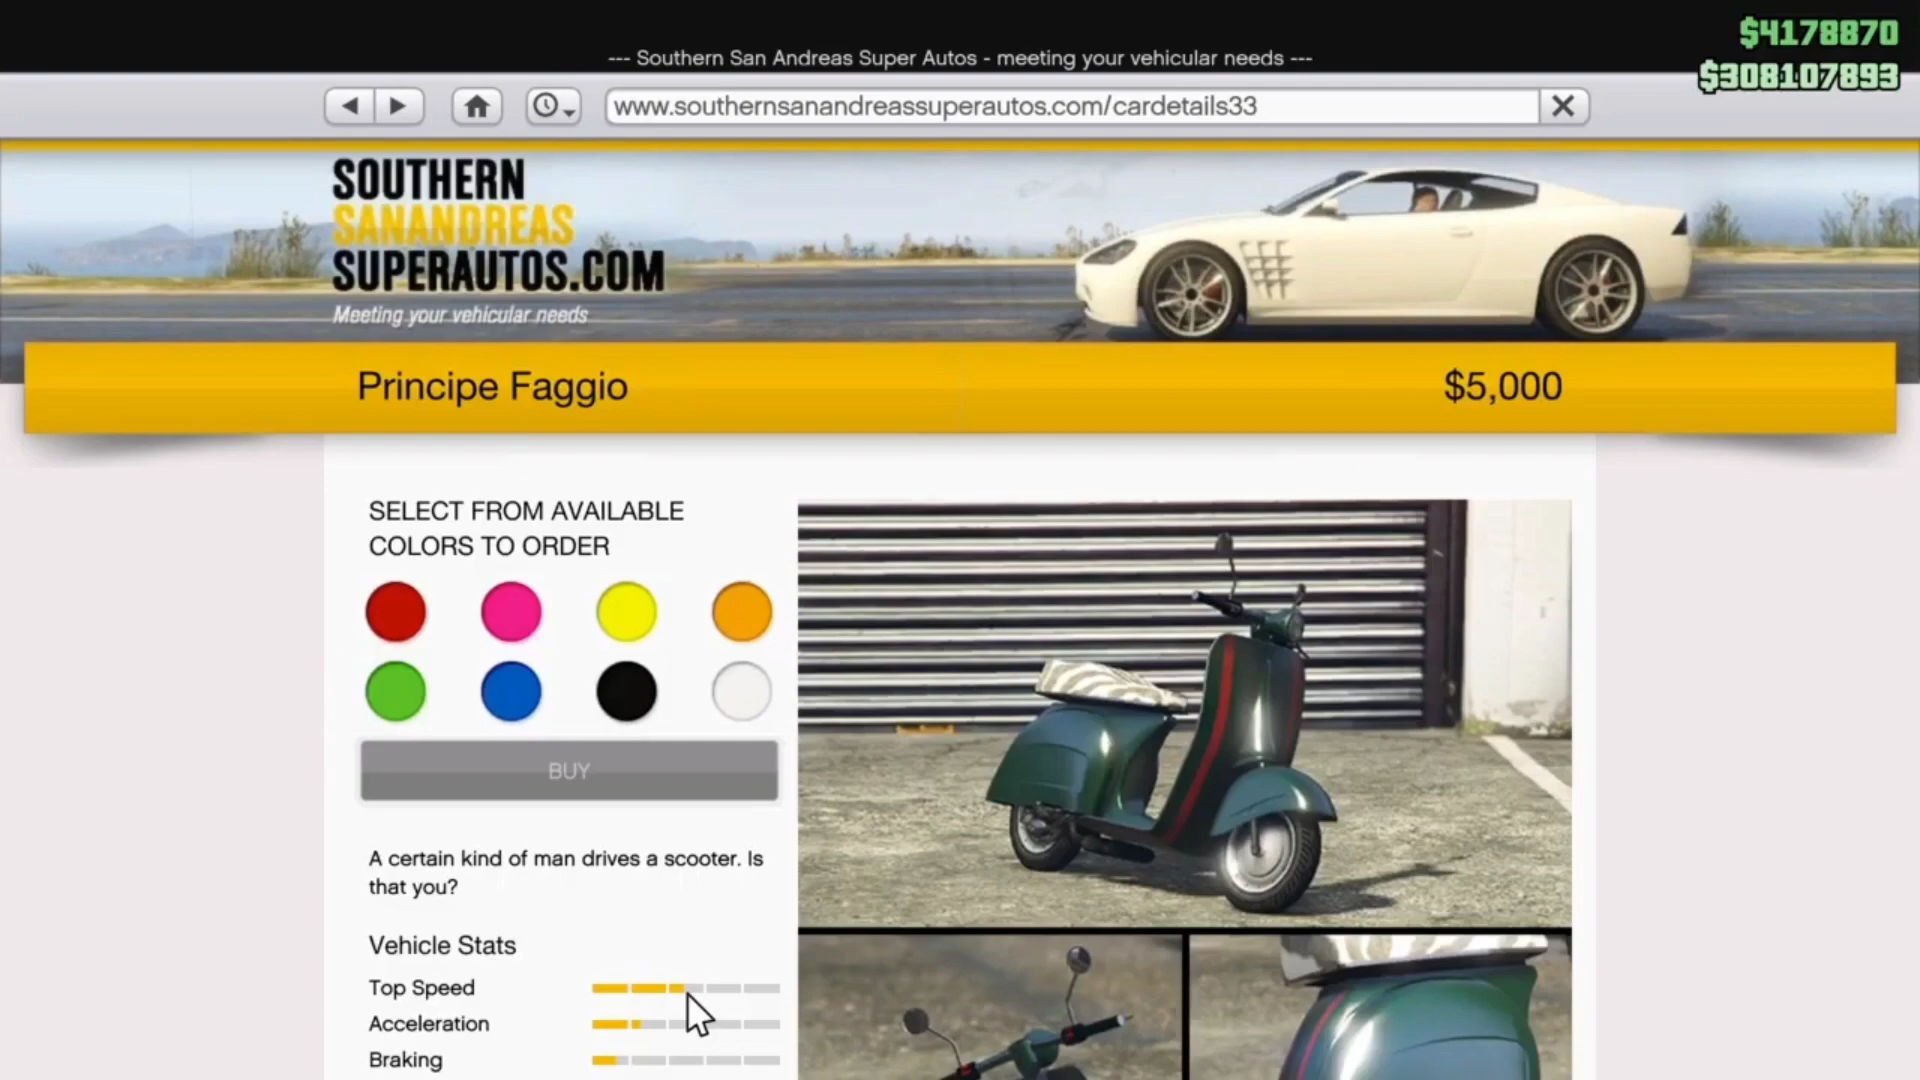 $4178870
--- Southern San Andreas Super Autos - meeting your vehicular needs ---
$308107893
www.southernsanandreassuperautos.com/cardetails33
SOUTHERN
SANANDREAS
SUPERAUTOS.COM
Meeting your vehicular needs
Principe Faggio
$5,000
SELECT FROM AVAILABLE
COLORS TO ORDER
BUY
A certain kind of man drives a scooter. Is
that you?
Vehicle Stats
Top Speed
Acceleration
Braking